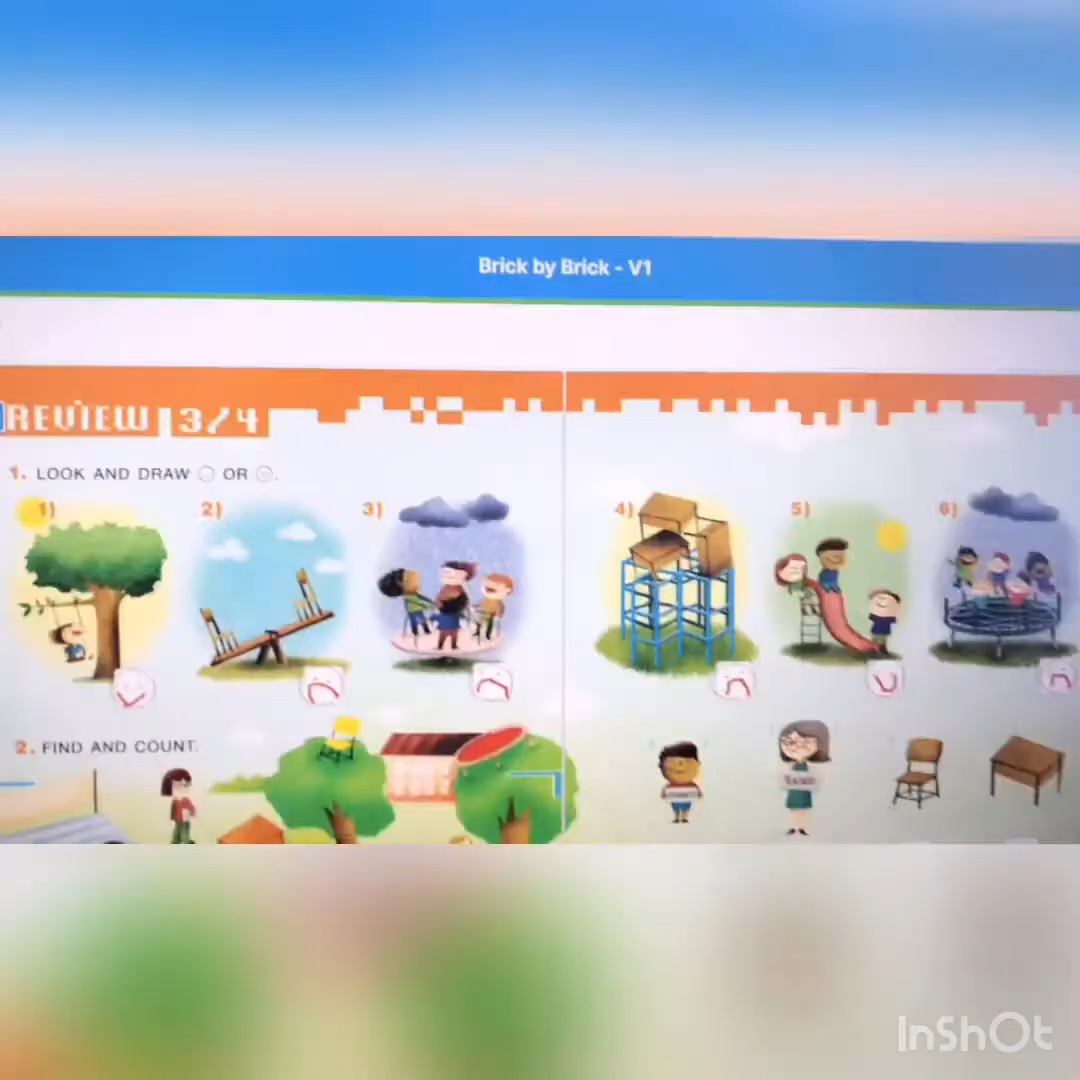 Brick by Brick - V1
REVIEW 3/4
1. LOOK AND DRAW OR .
1) 2) 3) 4) 5) 6)
2. FIND AND COUNT.
InShOt